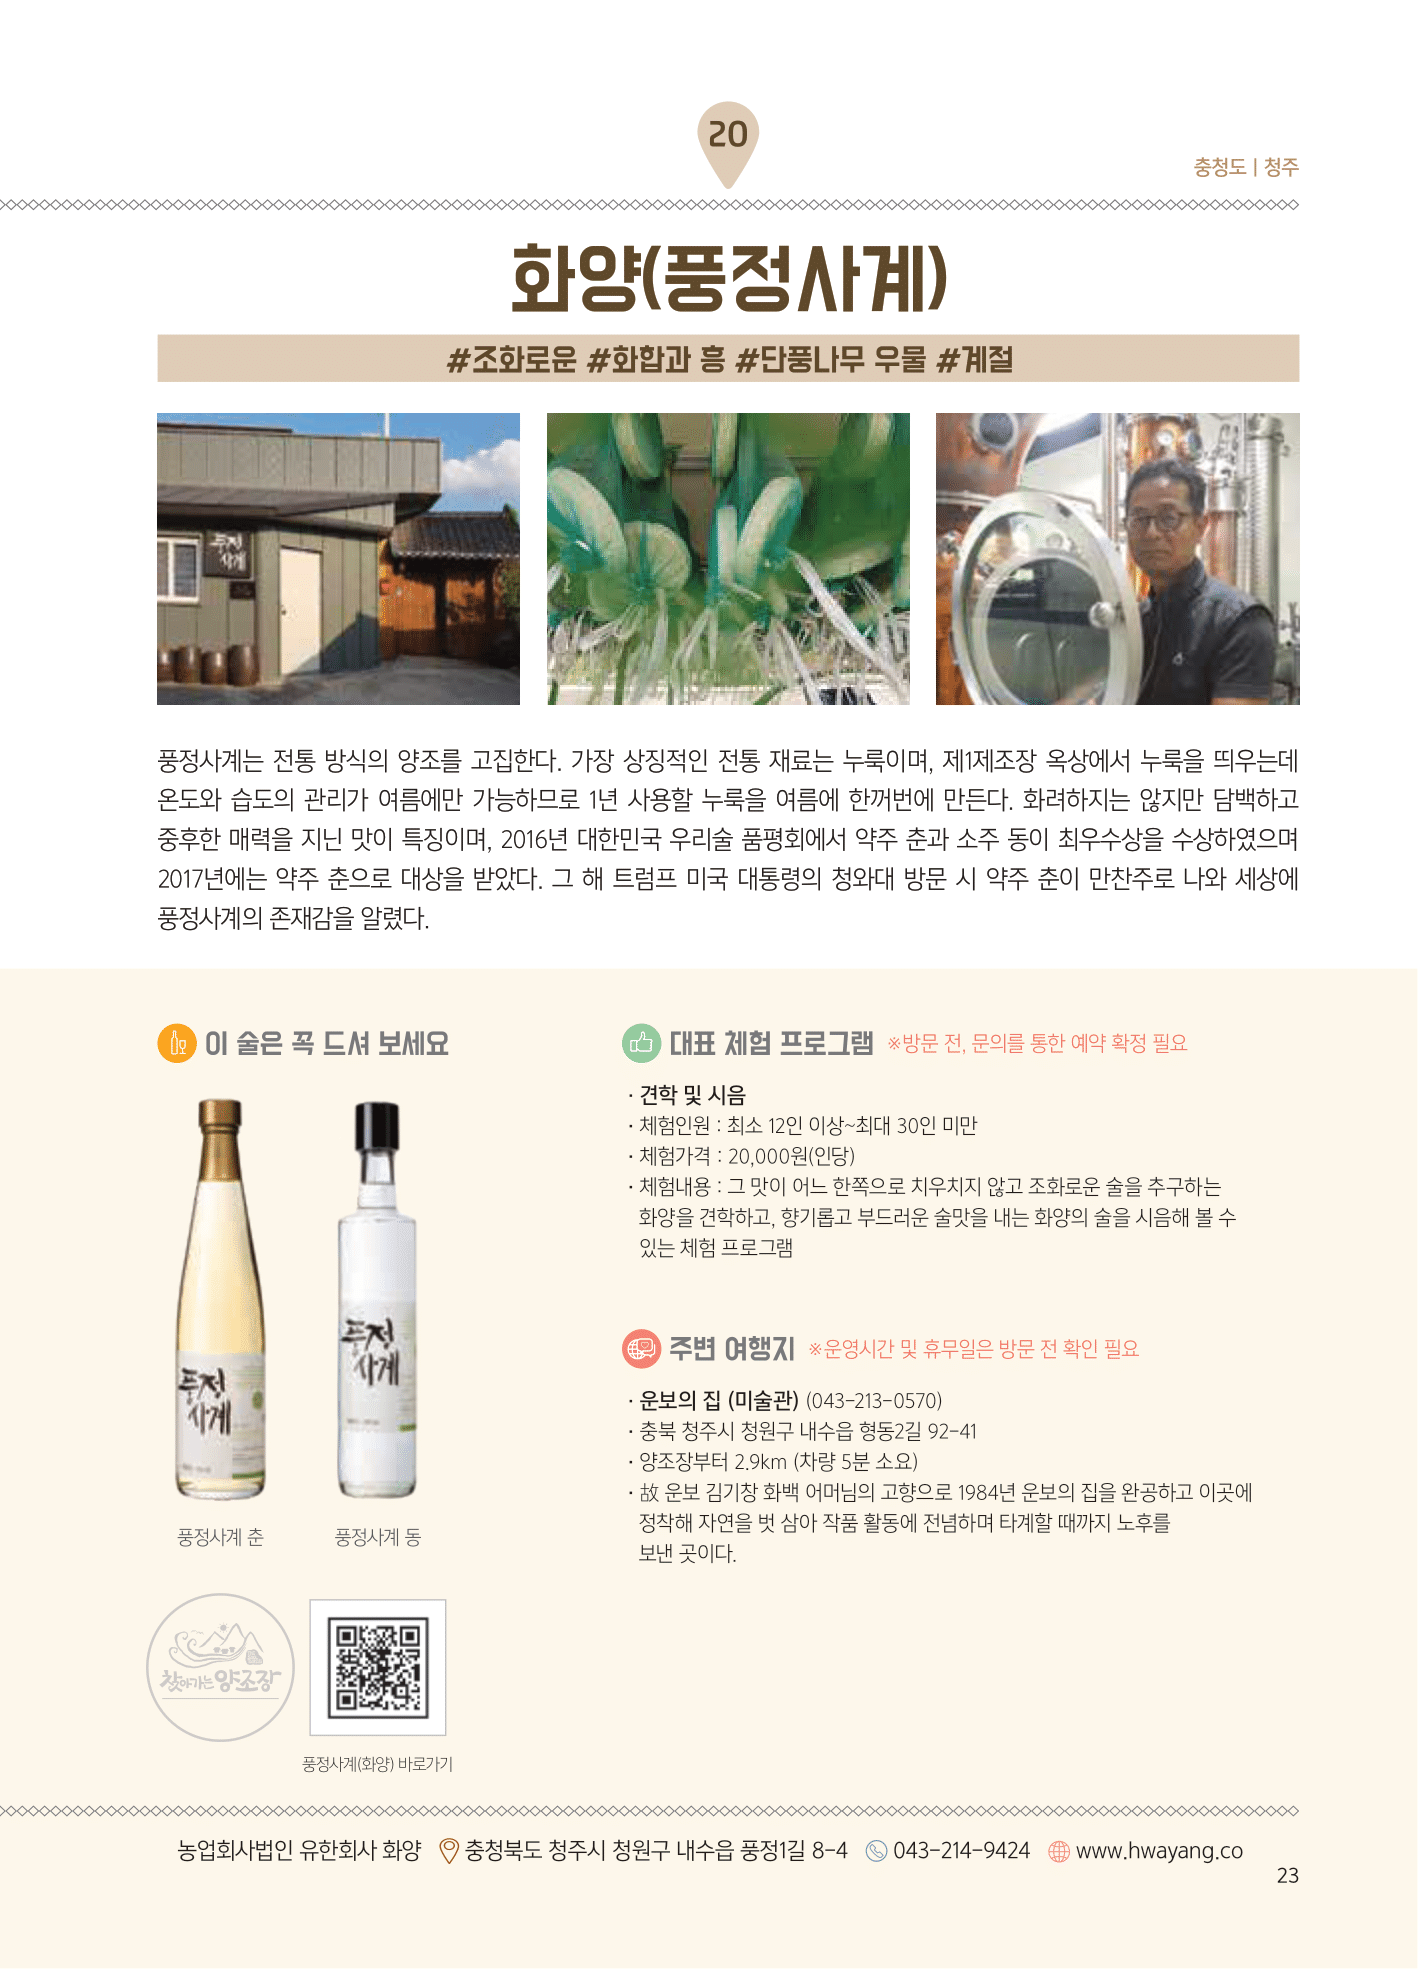 20
충청도 | 청주
화양(풍정사계)
#조화로운 #화합과 흥 #단풍나무 우물 #계절
풍정
사계
풍정사계는 전통 방식의 양조를 고집한다. 가장 상징적인 전통 재료는 누룩이며, 제1제조장 옥상에서 누룩을 띄우는데
온도와 습도의 관리가 여름에만 가능하므로 1년 사용할 누룩을 여름에 한꺼번에 만든다. 화려하지는 않지만 담백하고
중후한 매력을 지닌 맛이 특징이며, 2016년 대한민국 우리술 품평회에서 약주 춘과 소주 동이 최우수상을 수상하였으며
2017년에는 약주 춘으로 대상을 받았다. 그 해 트럼프 미국 대통령의 청와대 방문 시 약주 춘이 만찬주로 나와 세상에
풍정사계의 존재감을 알렸다.
이 술은 꼭 드셔 보세요
풍정
사계
풍정
사계
풍정사계 춘
풍정사계 동
찾아가는 양조장
풍정사계(화양) 바로가기
대표 체험 프로그램 ※방문 전, 문의를 통한 예약 확정 필요
· 견학 및 시음
· 체험인원 : 최소 12인 이상~최대 30인 미만
· 체험가격 : 20,000원(인당)
· 체험내용 : 그 맛이 어느 한쪽으로 치우치지 않고 조화로운 술을 추구하는
화양을 견학하고, 향기롭고 부드러운 술맛을 내는 화양의 술을 시음해 볼 수
있는 체험 프로그램
주변 여행지 ※운영시간 및 휴무일은 방문 전 확인 필요
· 운보의 집 (미술관) (043-213-0570)
· 충북 청주시 청원구 내수읍 형동2길 92-41
· 양조장부터 2.9km (차량 5분 소요)
· 故 운보 김기창 화백 어머님의 고향으로 1984년 운보의 집을 완공하고 이곳에
정착해 자연을 벗 삼아 작품 활동에 전념하며 타계할 때까지 노후를
보낸 곳이다.
농업회사법인 유한회사 화양 충청북도 청주시 청원구 내수읍 풍정1길 8-4 043-214-9424 www.hwayang.co
23